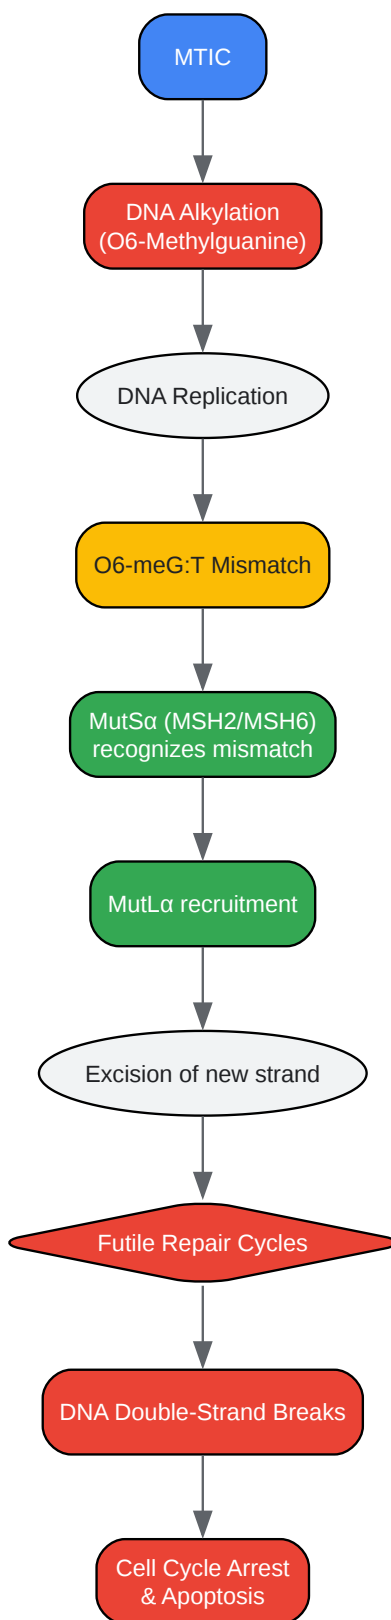 MTIC
DNA Alkylation
(O6-Methylguanine)
DNA Replication
O6-meG:T Mismatch
MutSα (MSH2/MSH6)
recognizes mismatch
MutLα recruitment
Excision of new strand
Futile Repair Cycles
DNA Double-Strand Breaks
Cell Cycle Arrest
& Apoptosis